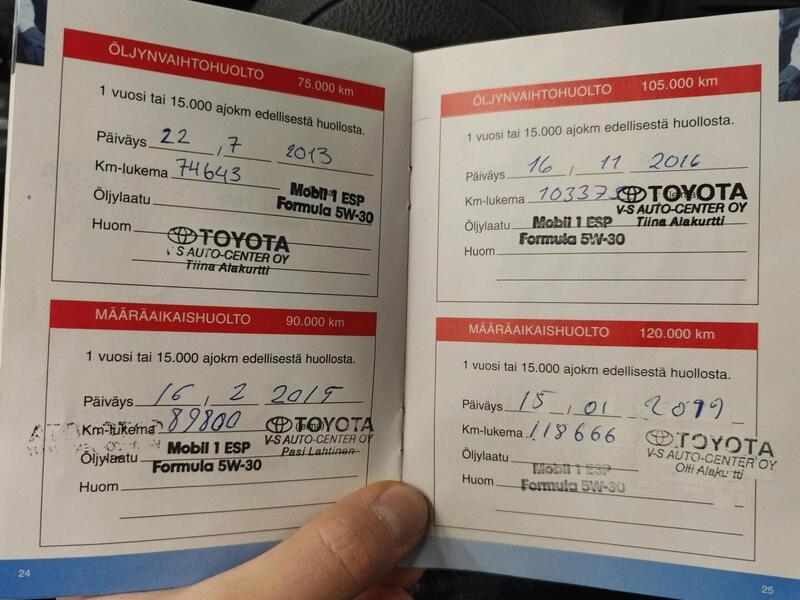 ÖLJYNVAIHTOHUOLTO 75.000 km
1 vuosi tai 15.000 ajokm edellisestä huollosta.
Päiväys 22 / 7 2013
Km-lukema 74643
Öljylaatu Mobil 1 ESP
Formula 5W-30
Huom TOYOTA
V-S AUTO-CENTER OY
Tiina Alakurtti
MÄÄRÄAIKAISHUOLTO 90.000 km
1 vuosi tai 15.000 ajokm edellisestä huollosta.
Päiväys 16 / 2 2015
Km-lukema 89800 TOYOTA
V-S AUTO-CENTER OY
Öljylaatu Mobil 1 ESP Pasi Lahtinen
Formula 5W-30
Huom
24
ÖLJYNVAIHTOHUOLTO 105.000 km
1 vuosi tai 15.000 ajokm edellisestä huollosta.
Päiväys 16 / 11 2016
Km-lukema 103375 TOYOTA
V-S AUTO-CENTER OY
Öljylaatu Mobil 1 ESP Tiina Alakurtti
Huom Formula 5W-30
MÄÄRÄAIKAISHUOLTO 120.000 km
1 vuosi tai 15.000 ajokm edellisestä huollosta.
Päiväys 15 / 01 2019
Km-lukema 118666 TOYOTA
V-S AUTO-CENTER OY
Öljylaatu Mobil 1 ESP Olli Alakurtti
Huom Formula 5W-30
25